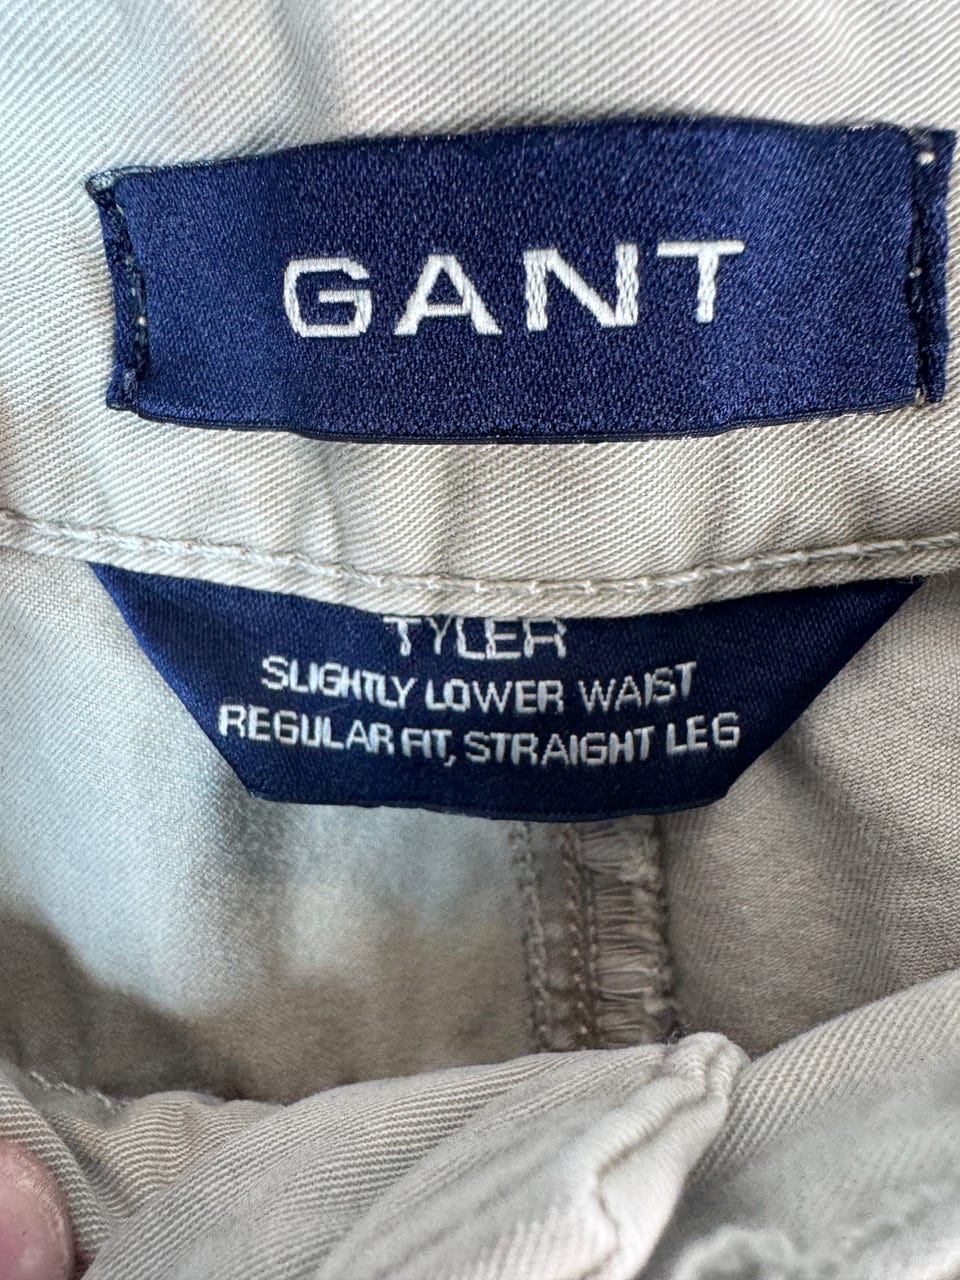 GANT
TYLER
SLIGHTLY LOWER WAIST
REGULAR FIT, STRAIGHT LEG